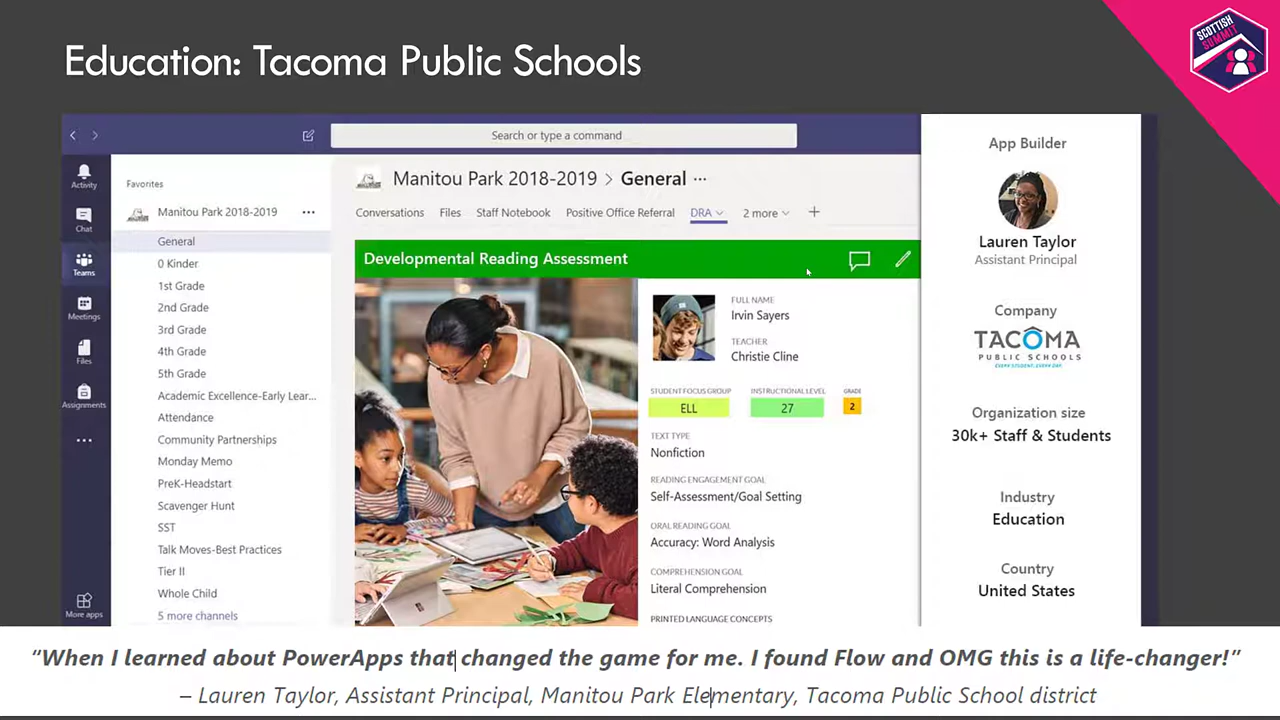 Education: Tacoma Public Schools
SCOTTISH
SUMMIT
Search or type a command
Activity
Chat
Teams
Meetings
Files
Assignments
More apps
Favorites
Manitou Park 2018-2019
General
0 Kinder
1st Grade
2nd Grade
3rd Grade
4th Grade
5th Grade
Academic Excellence-Early Lear...
Attendance
Community Partnerships
Monday Memo
PreK-Headstart
Scavenger Hunt
SST
Talk Moves-Best Practices
Tier II
Whole Child
5 more channels
Manitou Park 2018-2019 > General ...
Conversations Files Staff Notebook Positive Office Referral DRA 2 more +
Developmental Reading Assessment
FULL NAME
Irvin Sayers
TEACHER
Christie Cline
STUDENT FOCUS GROUP INSTRUCTIONAL LEVEL GRADE
ELL 27 2
TEXT TYPE
Nonfiction
READING ENGAGEMENT GOAL
Self-Assessment/Goal Setting
ORAL READING GOAL
Accuracy: Word Analysis
COMPREHENSION GOAL
Literal Comprehension
PRINTED LANGUAGE CONCEPTS
App Builder
Lauren Taylor
Assistant Principal
Company
TACOMA
PUBLIC SCHOOLS
EVERY STUDENT. EVERY DAY.
Organization size
30k+ Staff & Students
Industry
Education
Country
United States
“When I learned about PowerApps that changed the game for me. I found Flow and OMG this is a life-changer!”
– Lauren Taylor, Assistant Principal, Manitou Park Elementary, Tacoma Public School district